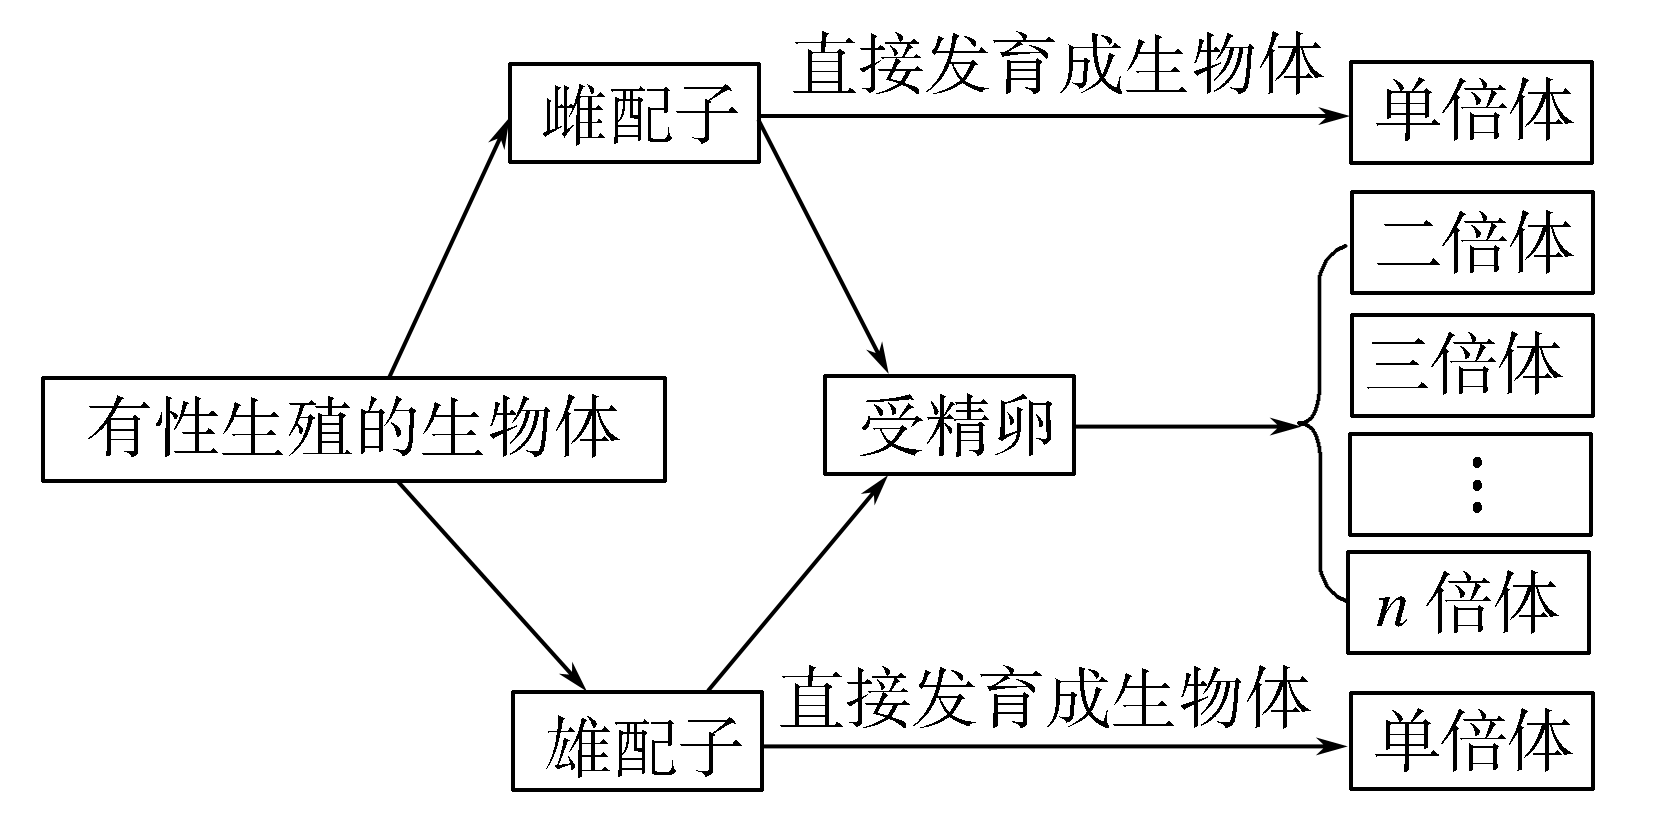 直接发育成生物体
雌配子
单倍体
二倍体
三倍体
有性生殖的生物体
受精卵
⋮
n 倍体
直接发育成生物体
雄配子
单倍体